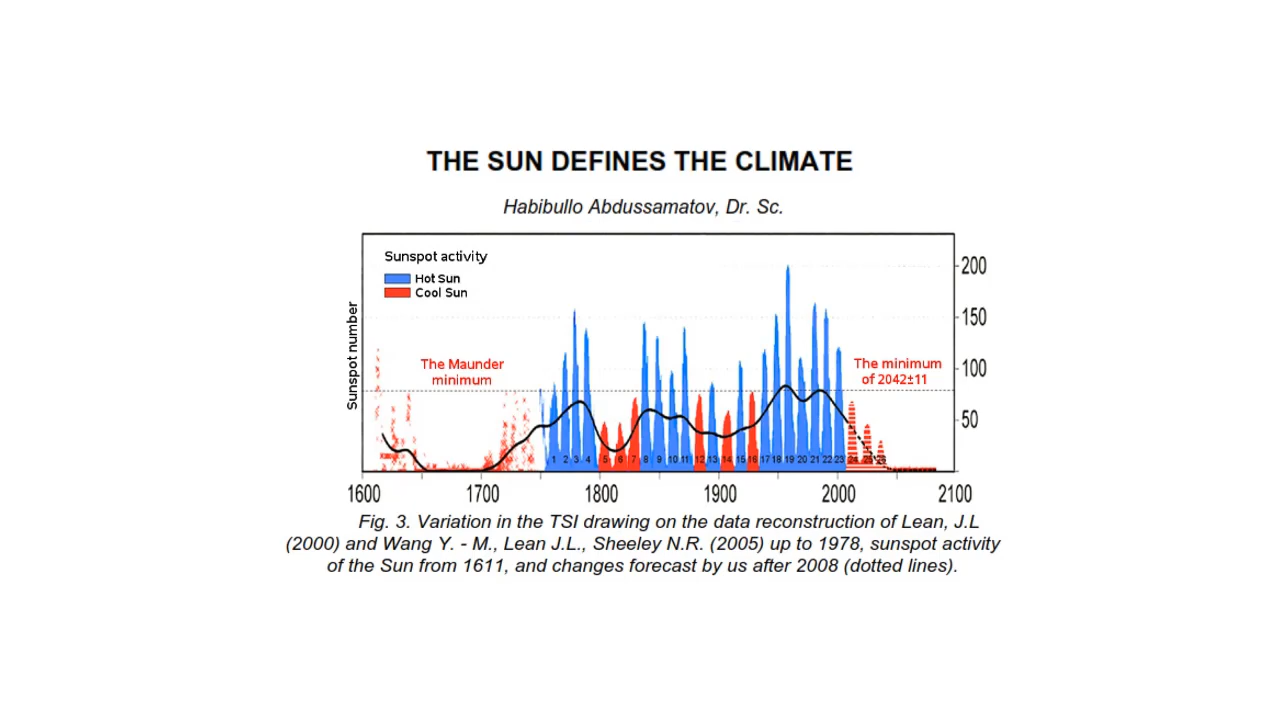 THE SUN DEFINES THE CLIMATE
Habibullo Abdussamatov, Dr. Sc.
Sunspot activity
Hot Sun
Cool Sun
Sunspot number
The Maunder
minimum
The minimum
of 2042±11
200
150
100
50
1 2 3 4 5 6 7 8 9 10 11 12 13 14 15 16 17 18 19 20 21 22 23 24 25 26
1600 1700 1800 1900 2000 2100
Fig. 3. Variation in the TSI drawing on the data reconstruction of Lean, J.L
(2000) and Wang Y. - M., Lean J.L., Sheeley N.R. (2005) up to 1978, sunspot activity
of the Sun from 1611, and changes forecast by us after 2008 (dotted lines).